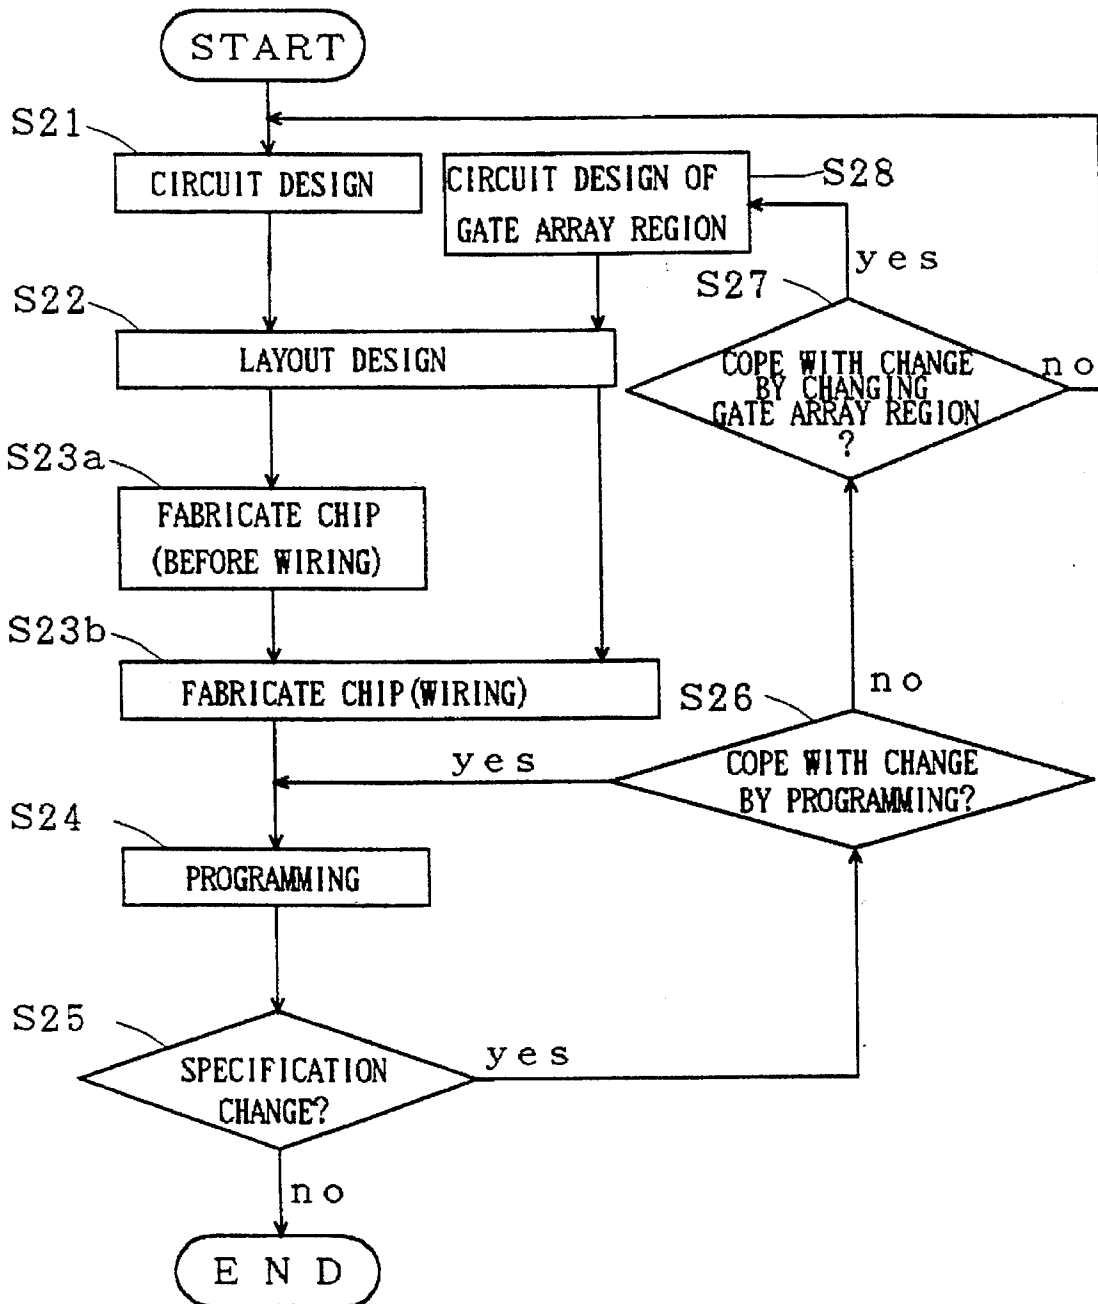 START
S21
CIRCUIT DESIGN
CIRCUIT DESIGN OF
GATE ARRAY REGION
S28
yes
S27
S22
LAYOUT DESIGN
COPE WITH CHANGE
BY CHANGING
GATE ARRAY REGION
?
no
S23a
FABRICATE CHIP
(BEFORE WIRING)
S23b
FABRICATE CHIP(WIRING)
no
S26
COPE WITH CHANGE
BY PROGRAMMING?
yes
S24
PROGRAMMING
S25
SPECIFICATION
CHANGE?
yes
no
END